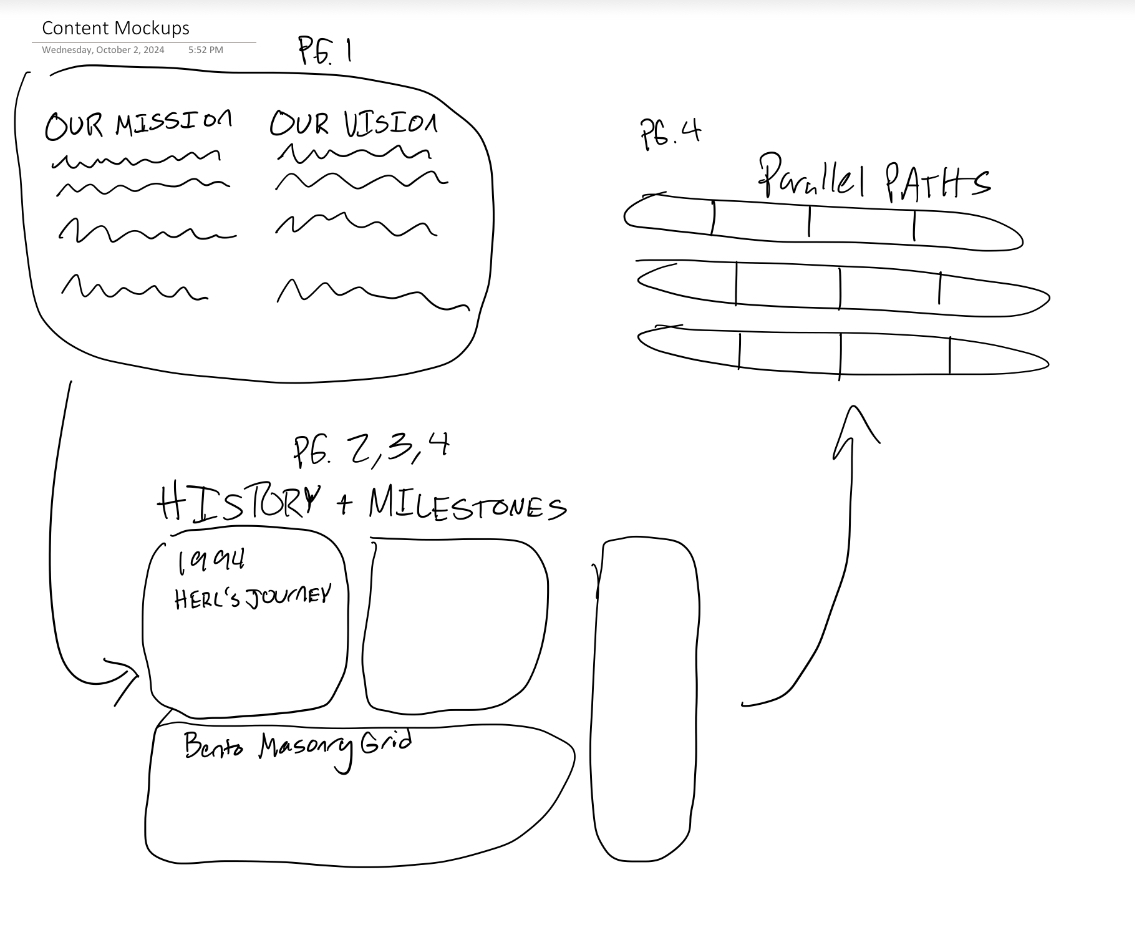 Content Mockups
Wednesday, October 2, 2024 5:52 PM
PG. 1
OUR MISSION OUR VISION
PG. 4
Parallel PATHS
PG. 2,3,4
HISTORY + MILESTONES
1994
HERL'S JOURNEY
Bento Masonry Grid